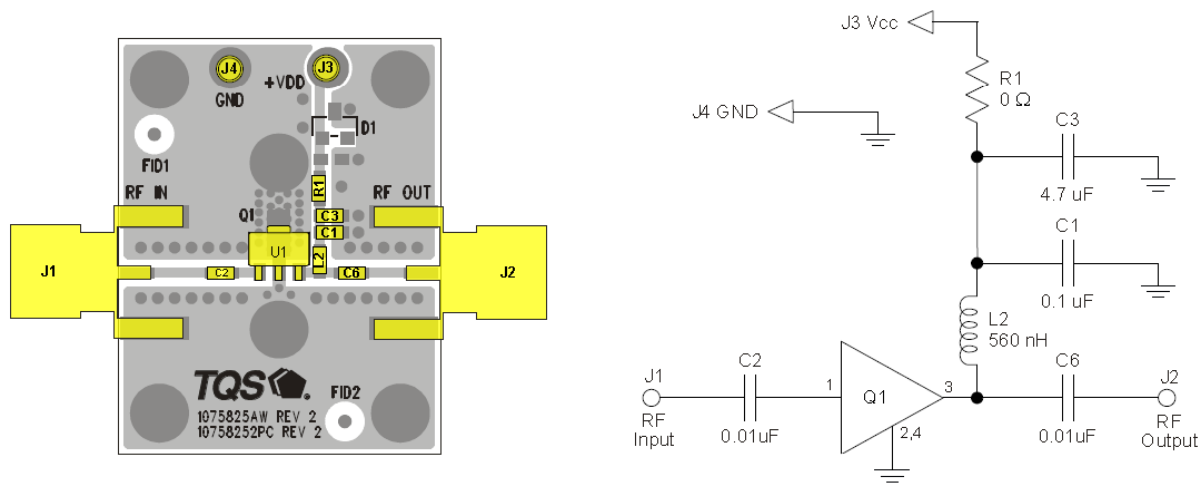 J4
J3
+VDD
GND
D1
FID1
R1
RF IN
RF OUT
Q1
C3
C1
U1
L2
J1
C2
C6
J2
TQS
FID2
1075825AW REV 2
10758252PC REV 2
J3 Vcc
R1
0 Ω
J4 GND
C3
4.7 uF
C1
0.1 uF
L2
560 nH
C2
C6
J1
1
Q1
3
J2
RF
Input
0.01uF
2,4
0.01uF
RF
Output